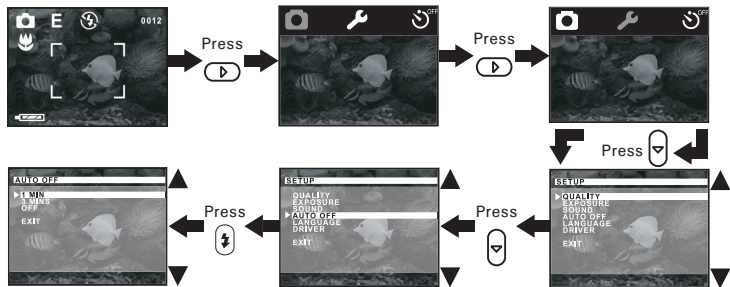 E 0012
Press
OFF
Press
OFF
Press
SETUP
QUALITY
EXPOSURE
SOUND
AUTO OFF
LANGUAGE
DRIVER
EXIT
Press
SETUP
QUALITY
EXPOSURE
SOUND
AUTO OFF
LANGUAGE
DRIVER
EXIT
Press
AUTO OFF
1 MIN
3 MINS
OFF
EXIT